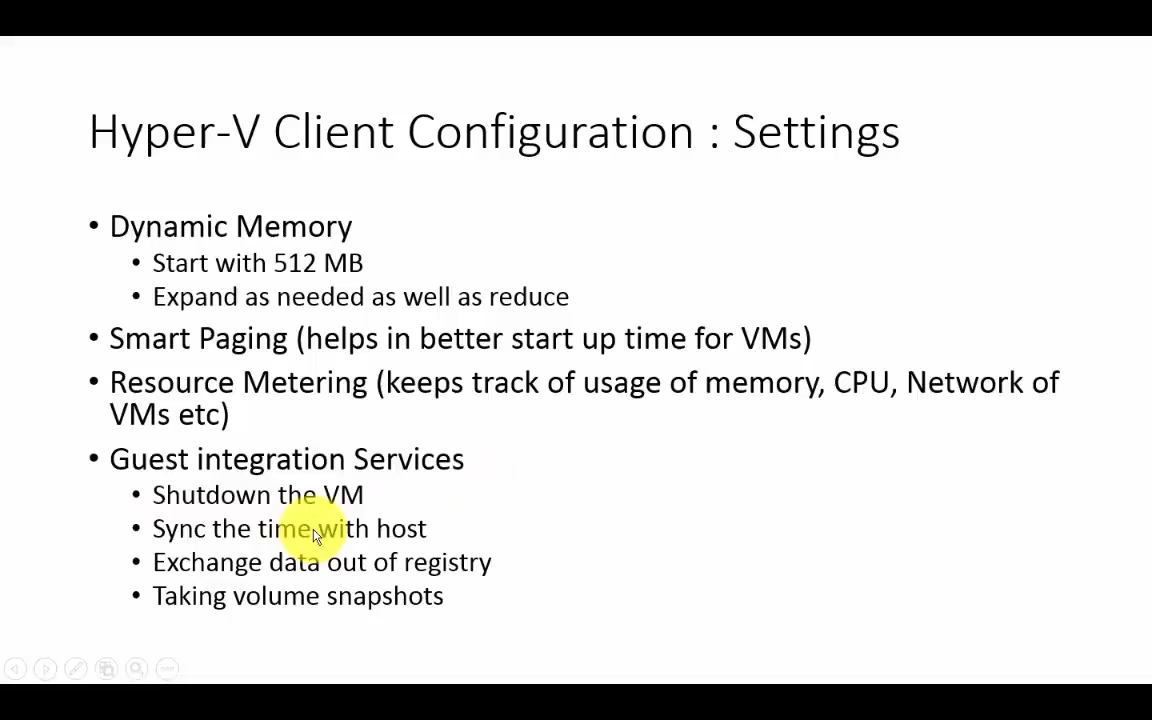 Hyper-V Client Configuration : Settings
• Dynamic Memory
• Start with 512 MB
• Expand as needed as well as reduce
• Smart Paging (helps in better start up time for VMs)
• Resource Metering (keeps track of usage of memory, CPU, Network of
VMs etc)
• Guest integration Services
• Shutdown the VM
• Sync the time with host
• Exchange data out of registry
• Taking volume snapshots